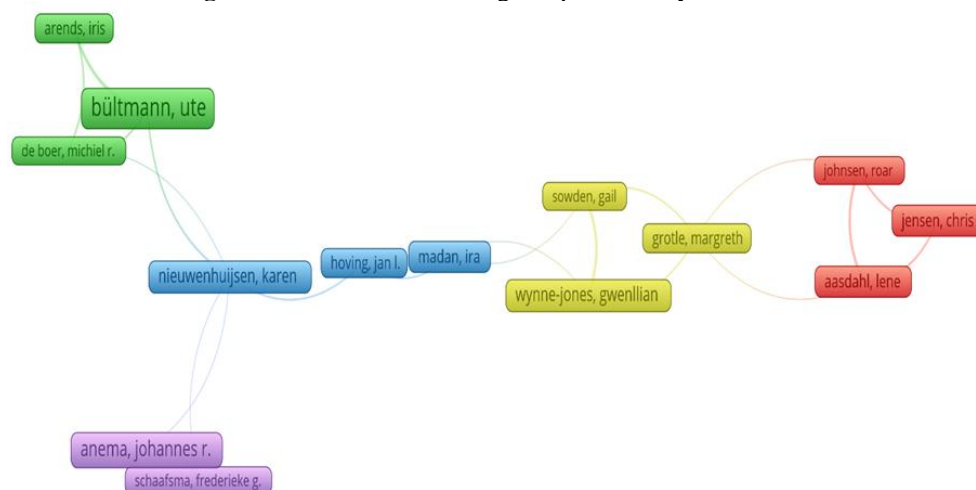 arends, iris
bültmann, ute
de boer, michiel r.
nieuwenhuijsen, karen
hoving, jan l.
madan, ira
sowden, gail
wynne-jones, gwenllian
grotle, margreth
johnsen, roar
jensen, chris
aasdahl, lene
anema, johannes r.
schaafsma, frederieke g.